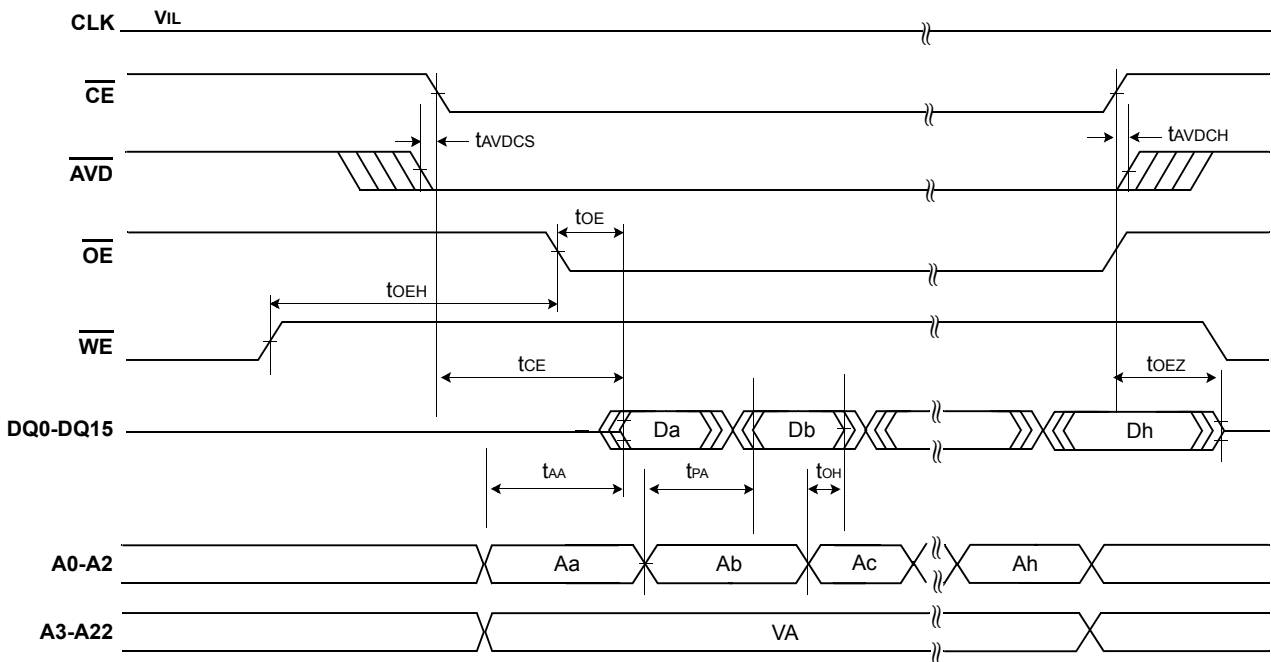 CLK VIL
CE
tAVDCS tAVDCH
AVD
tOE
OE
tOEH
WE
tCE tOEZ
DQ0-DQ15 Da Db Dh
tAA tPA tOH
A0-A2 Aa Ab Ac Ah
A3-A22 VA